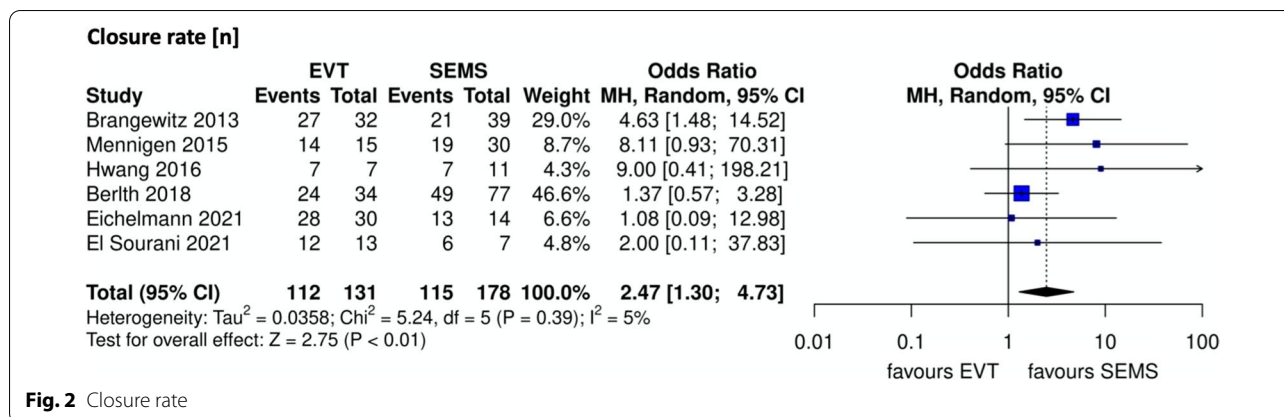 Closure rate [n]
EVT SEMS Odds Ratio Odds Ratio
Study Events Total Events Total Weight MH, Random, 95% CI MH, Random, 95% CI
Brangewitz 2013 27 32 21 39 29.0% 4.63 [1.48; 14.52]
Mennigen 2015 14 15 19 30 8.7% 8.11 [0.93; 70.31]
Hwang 2016 7 7 7 11 4.3% 9.00 [0.41; 198.21]
Berlth 2018 24 34 49 77 46.6% 1.37 [0.57; 3.28]
Eichelmann 2021 28 30 13 14 6.6% 1.08 [0.09; 12.98]
El Sourani 2021 12 13 6 7 4.8% 2.00 [0.11; 37.83]
Total (95% CI) 112 131 115 178 100.0% 2.47 [1.30; 4.73]
Heterogeneity: Tau² = 0.0358; Chi² = 5.24, df = 5 (P = 0.39); I² = 5%
Test for overall effect: Z = 2.75 (P < 0.01)
0.01 0.1 1 10 100
favours EVT favours SEMS
Fig. 2 Closure rate